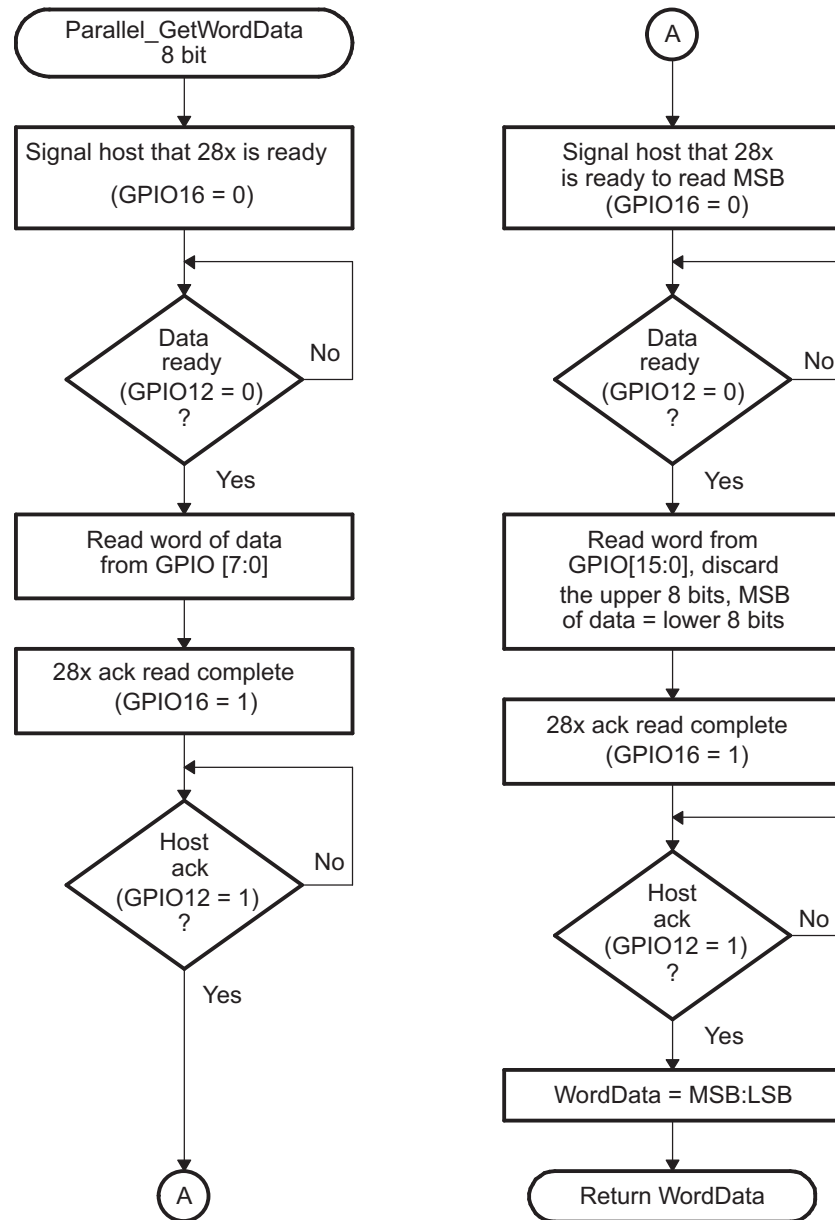 Parallel_GetWordData
8 bit
Signal host that 28x is ready
(GPIO16 = 0)
Data
ready
(GPIO12 = 0)
?
No
Yes
Read word of data
from GPIO [7:0]
28x ack read complete
(GPIO16 = 1)
Host
ack
(GPIO12 = 1)
?
No
Yes
A
A
Signal host that 28x
is ready to read MSB
(GPIO16 = 0)
Data
ready
(GPIO12 = 0)
?
No
Yes
Read word from
GPIO[15:0], discard
the upper 8 bits, MSB
of data = lower 8 bits
28x ack read complete
(GPIO16 = 1)
Host
ack
(GPIO12 = 1)
?
No
Yes
WordData = MSB:LSB
Return WordData